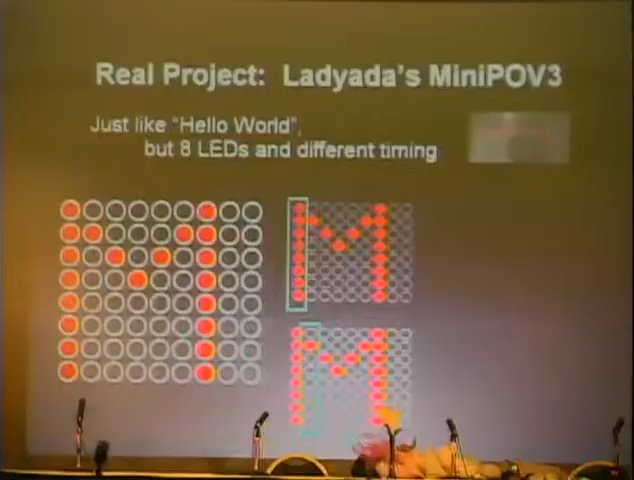 Real Project: Ladyada's MiniPOV3
Just like "Hello World",
but 8 LEDs and different timing